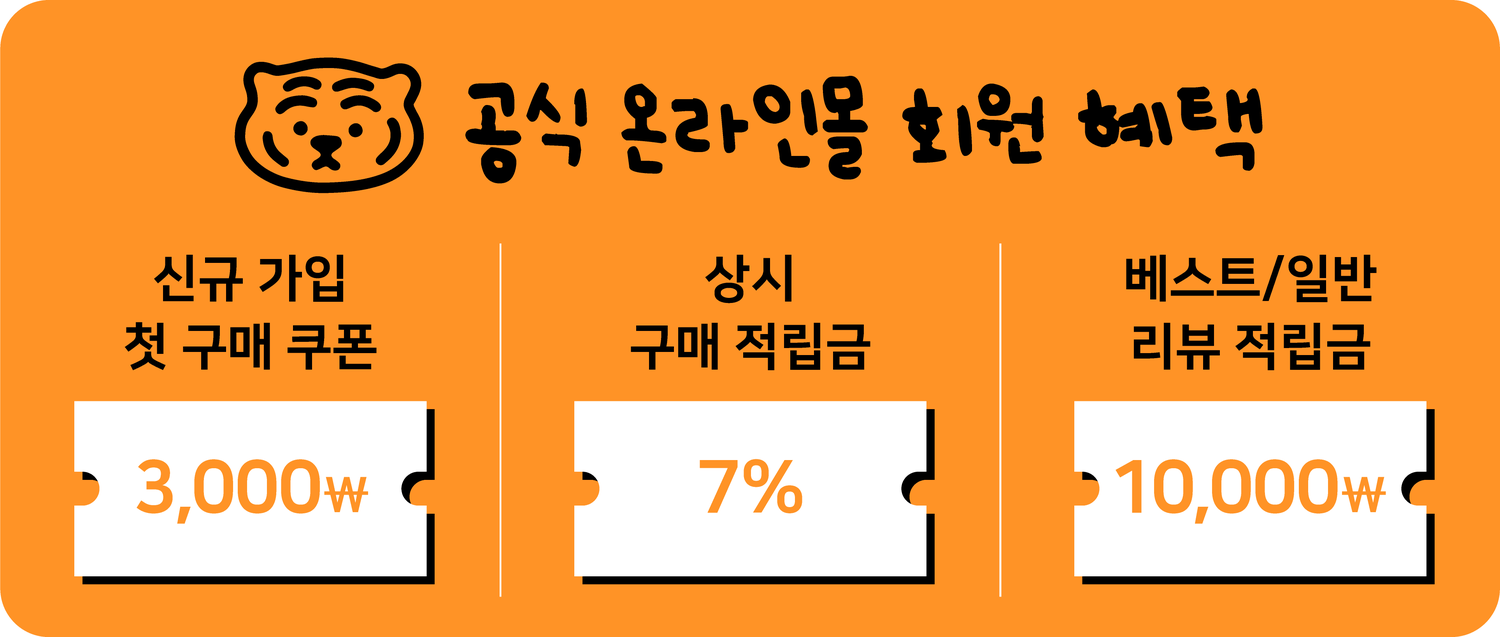 공식 온라인몰 회원 혜택
신규 가입
첫 구매 쿠폰
3,000₩
상시
구매 적립금
7%
베스트/일반
리뷰 적립금
10,000₩